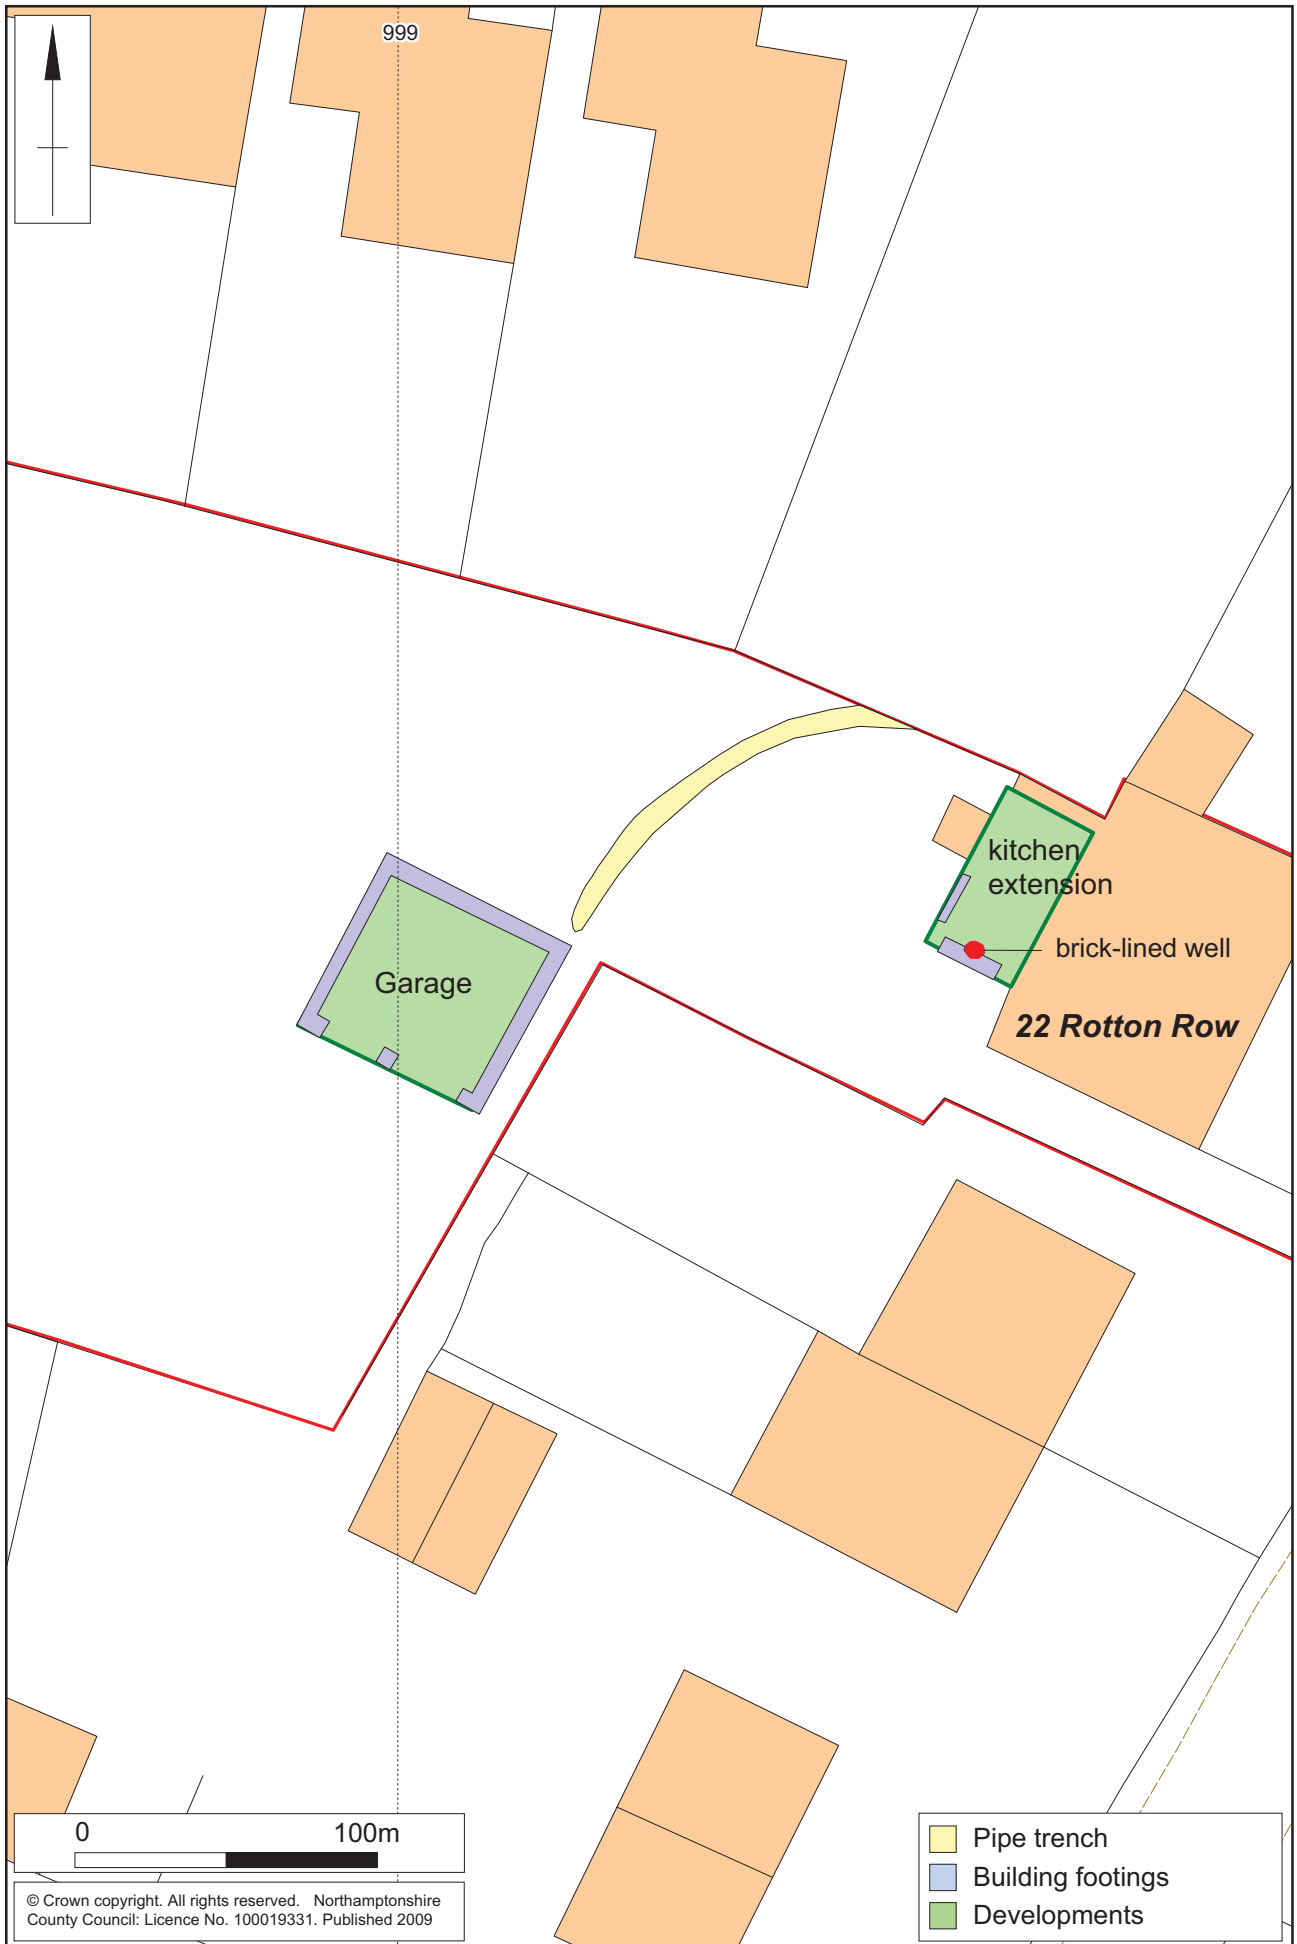 999
kitchen
extension
brick-lined well
Garage
22 Rotton Row
0 100m
© Crown copyright. All rights reserved. Northamptonshire
County Council: Licence No. 100019331. Published 2009
Pipe trench
Building footings
Developments